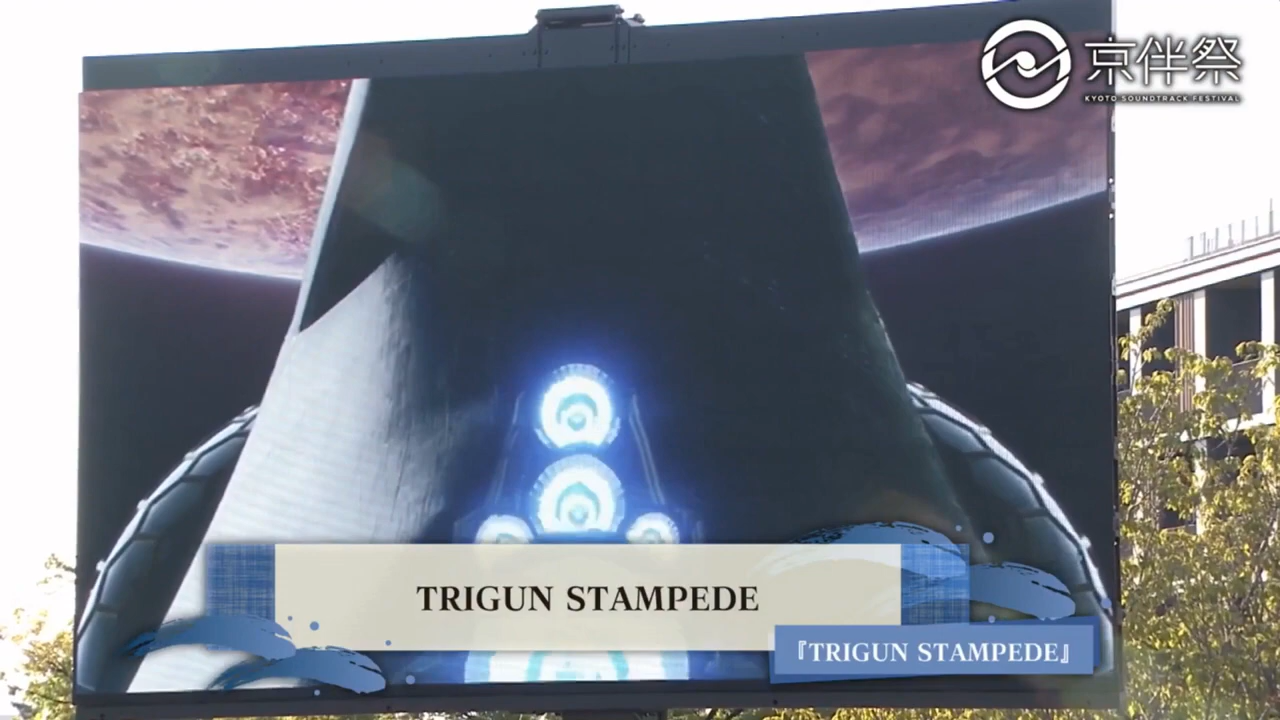 京伴祭
KYOTO SOUNDTRACK FESTIVAL
TRIGUN STAMPEDE
『TRIGUN STAMPEDE』